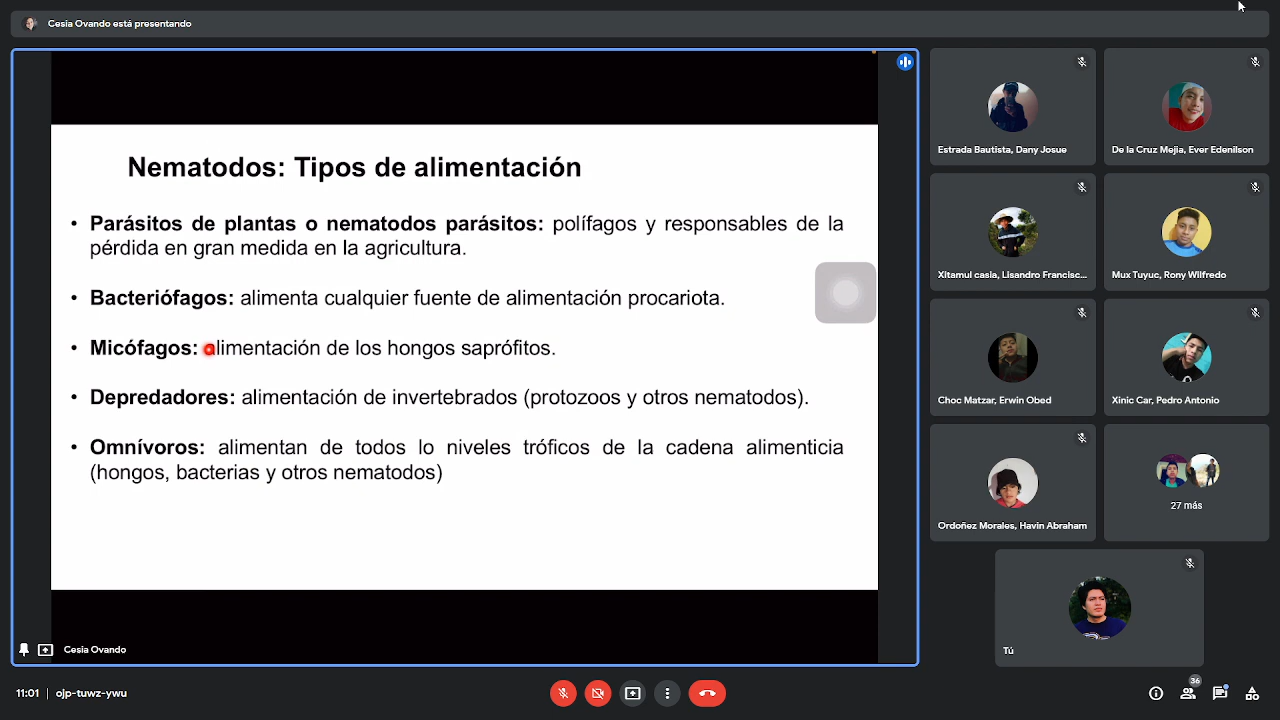 Cesia Ovando está presentando
Nematodos: Tipos de alimentación
• Parásitos de plantas o nematodos parásitos: polífagos y responsables de la
pérdida en gran medida en la agricultura.
• Bacteriófagos: alimenta cualquier fuente de alimentación procariota.
• Micófagos: alimentación de los hongos saprófitos.
• Depredadores: alimentación de invertebrados (protozoos y otros nematodos).
• Omnívoros: alimentan de todos lo niveles tróficos de la cadena alimenticia
(hongos, bacterias y otros nematodos)
Cesia Ovando
Estrada Bautista, Dany Josue
De la Cruz Mejia, Ever Edenilson
Xitamul casia, Lisandro Francisc...
Mux Tuyuc, Rony Wilfredo
Choc Matzar, Erwin Obed
Xinic Car, Pedro Antonio
Ordoñez Morales, Havin Abraham
27 más
Tú
11:01 | ojp-tuwz-ywu
36